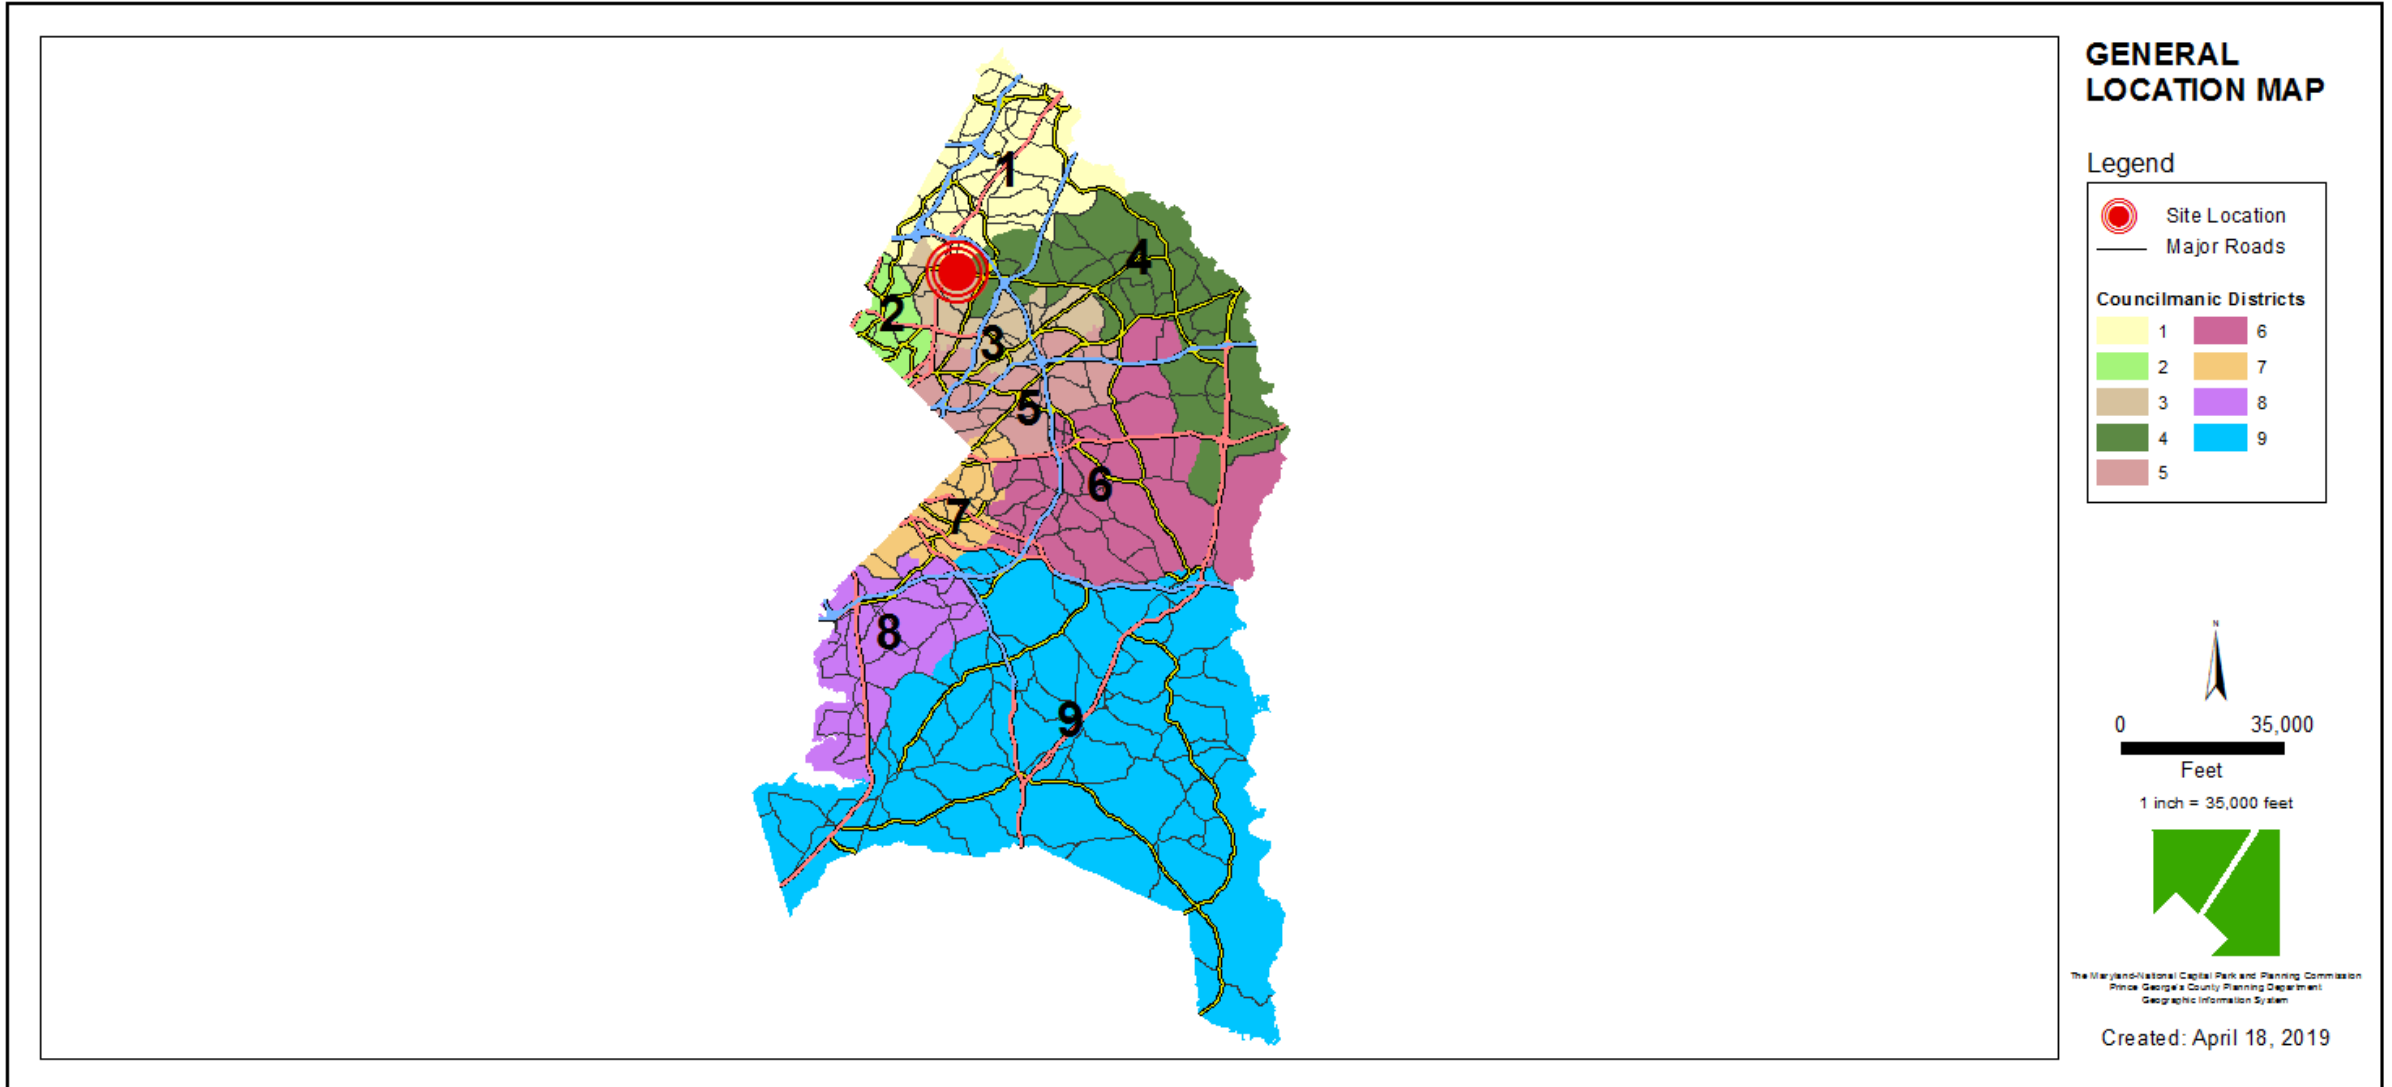 GENERAL
LOCATION MAP
Legend
Site Location
Major Roads
Councilmanic Districts
1 6
2 7
3 8
4 9
5
1
4
2
3
5
6
7
8
9
N
0 35,000
Feet
1 inch = 35,000 feet
The Maryland-National Capital Park and Planning Commission
Prince George's County Planning Department
Geographic Information System
Created: April 18, 2019